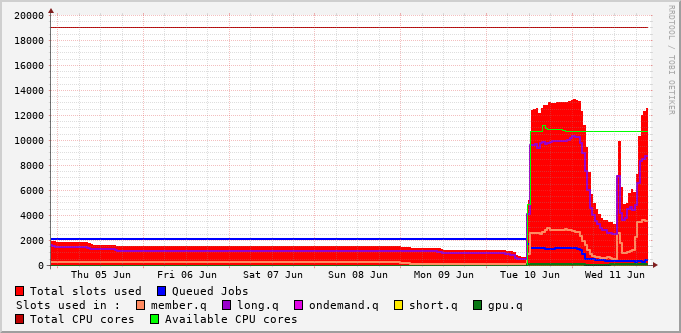 20000
18000
16000
14000
12000
10000
8000
6000
4000
2000
0
Thu 05 Jun Fri 06 Jun Sat 07 Jun Sun 08 Jun Mon 09 Jun Tue 10 Jun Wed 11 Jun
Total slots used Queued Jobs
Slots used in : member.q long.q ondemand.q short.q gpu.q
Total CPU cores Available CPU cores
RRDTOOL / TOBI OETIKER